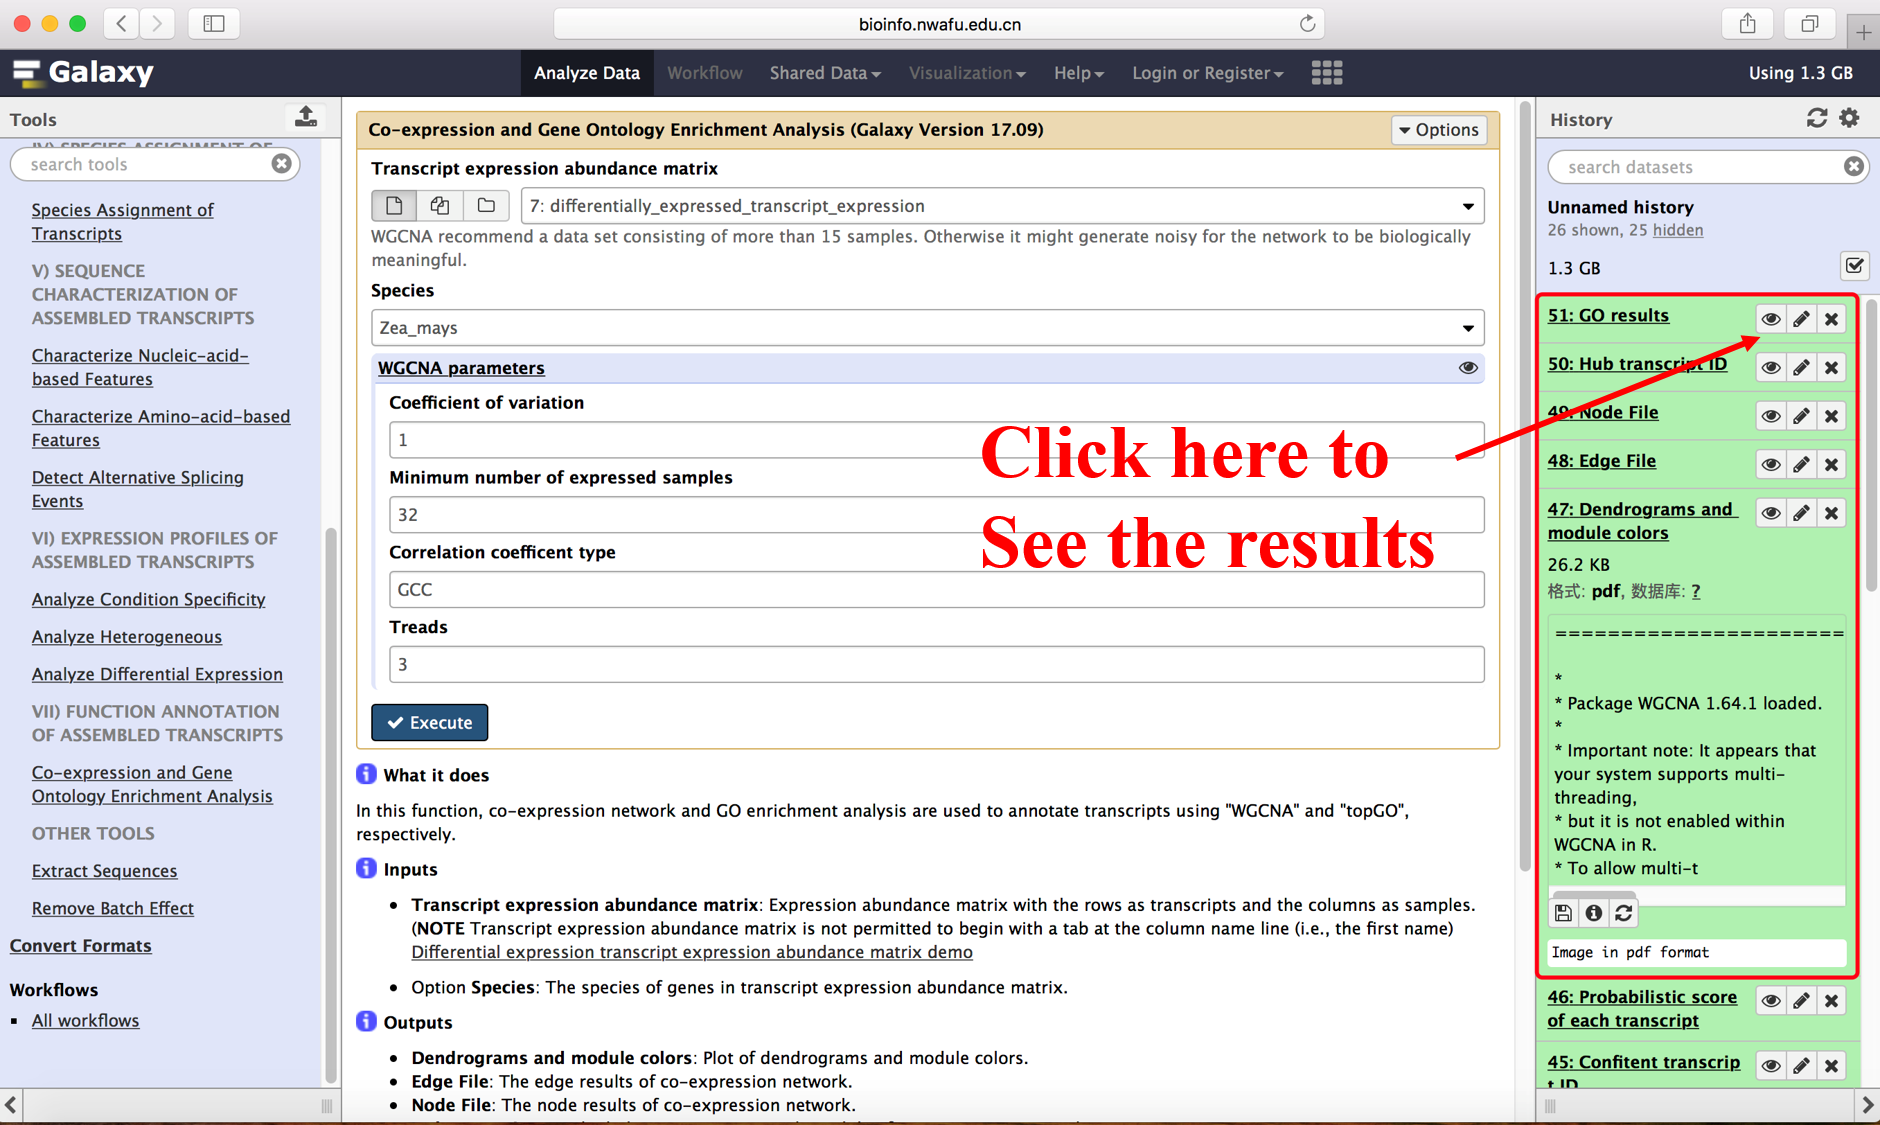 bioinfo.nwafu.edu.cn
Galaxy
Analyze Data
Workflow
Shared Data
Visualization
Help
Login or Register
Using 1.3 GB
Tools
search tools
Species Assignment of
Transcripts
V) SEQUENCE
CHARACTERIZATION OF
ASSEMBLED TRANSCRIPTS
Characterize Nucleic-acid-
based Features
Characterize Amino-acid-based
Features
Detect Alternative Splicing
Events
VI) EXPRESSION PROFILES OF
ASSEMBLED TRANSCRIPTS
Analyze Condition Specificity
Analyze Heterogeneous
Analyze Differential Expression
VII) FUNCTION ANNOTATION
OF ASSEMBLED TRANSCRIPTS
Co-expression and Gene
Ontology Enrichment Analysis
OTHER TOOLS
Extract Sequences
Remove Batch Effect
Convert Formats
Workflows
All workflows
Co-expression and Gene Ontology Enrichment Analysis (Galaxy Version 17.09)
Options
Transcript expression abundance matrix
7: differentially_expressed_transcript_expression
WGCNA recommend a data set consisting of more than 15 samples. Otherwise it might generate noisy for the network to be biologically
meaningful.
Species
Zea_mays
WGCNA parameters
Coefficient of variation
1
Minimum number of expressed samples
32
Correlation coefficent type
GCC
Treads
3
Execute
Click here to
See the results
What it does
In this function, co-expression network and GO enrichment analysis are used to annotate transcripts using "WGCNA" and "topGO",
respectively.
Inputs
Transcript expression abundance matrix: Expression abundance matrix with the rows as transcripts and the columns as samples.
(NOTE Transcript expression abundance matrix is not permitted to begin with a tab at the column name line (i.e., the first name)
Differential expression transcript expression abundance matrix demo
Option Species: The species of genes in transcript expression abundance matrix.
Outputs
Dendrograms and module colors: Plot of dendrograms and module colors.
Edge File: The edge results of co-expression network.
Node File: The node results of co-expression network.
History
search datasets
Unnamed history
26 shown, 25 hidden
1.3 GB
51: GO results
50: Hub transcript ID
49: Node File
48: Edge File
47: Dendrograms and
module colors
26.2 KB
格式: pdf, 数据库: ?
======================
*
* Package WGCNA 1.64.1 loaded.
*
* Important note: It appears that
your system supports multi-
threading,
* but it is not enabled within
WGCNA in R.
* To allow multi-t
Image in pdf format
46: Probabilistic score
of each transcript
45: Confitent transcrip
t ID